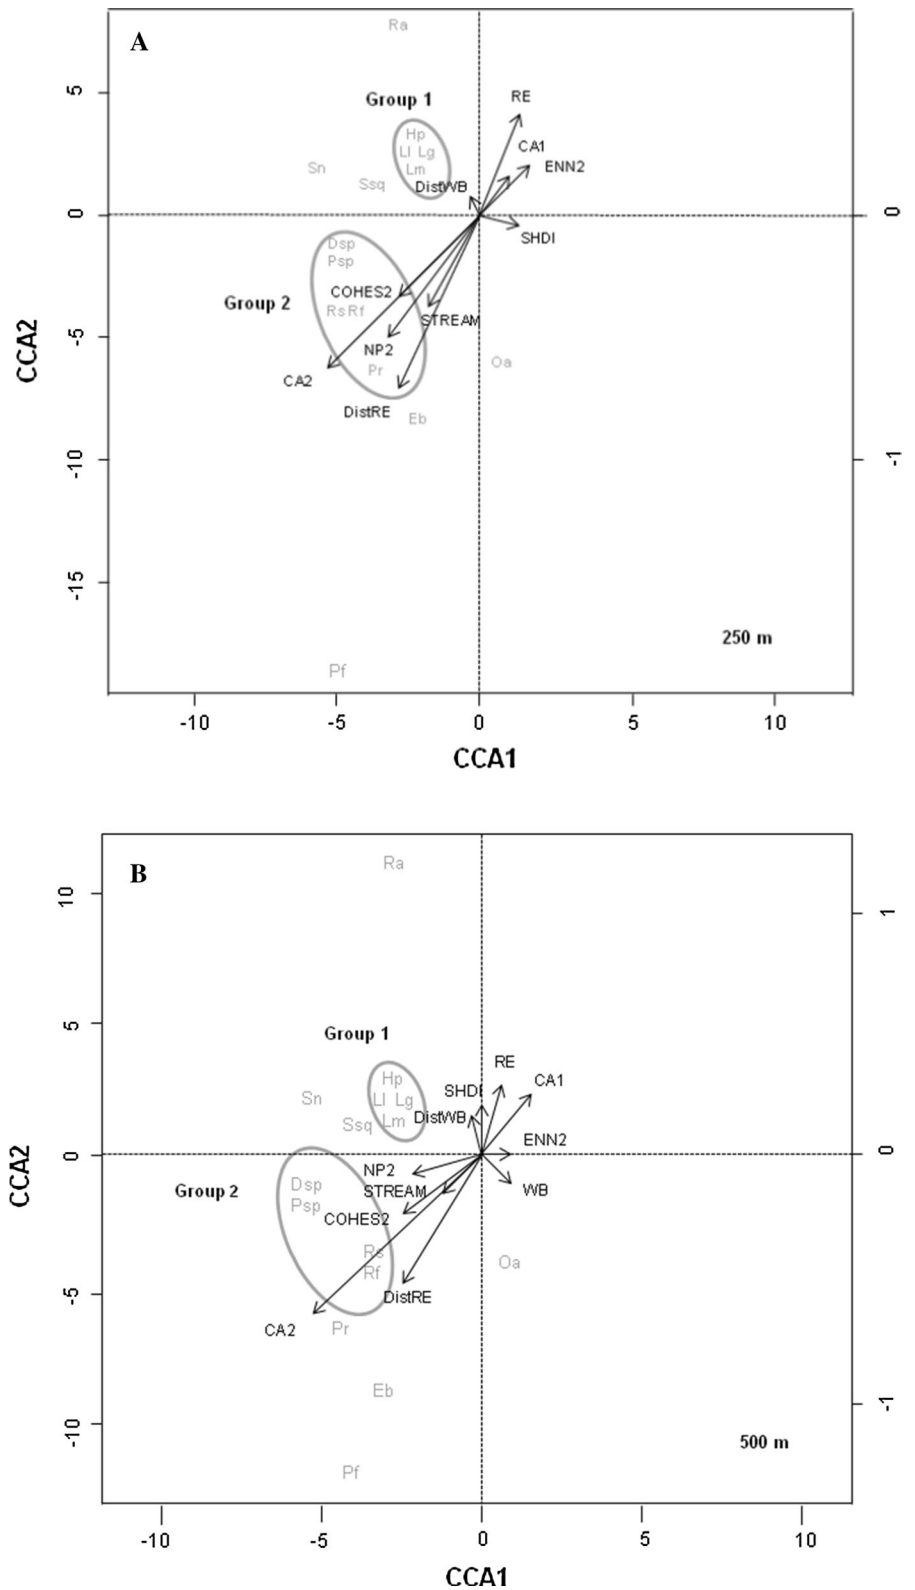 A
Ra
5
RE
Group 1
Hp
CA1
Ll Lg
ENN2
Sn
Lm
Ssq
DistWB
0
0
SHDI
Dsp
Psp
COHES2
Group 2
Rs Rf
STREAM
-5
NP2
Oa
Pr
CA2
DistRE
Eb
CCA2
-10
-1
-15
250 m
Pf
-10
-5
0
5
10
CCA1
B
Ra
10
1
5
Group 1
RE
Hp
CA1
SHDI
Sn
Ll Lg
DistWB
Ssq
Lm
ENN2
0
0
NP2
Group 2
Dsp
STREAM
WB
Psp
COHES2
CCA2
Rs
Oa
Rf
-5
DistRE
CA2
Pr
Eb
-1
-10
500 m
Pf
-10
-5
0
5
10
CCA1